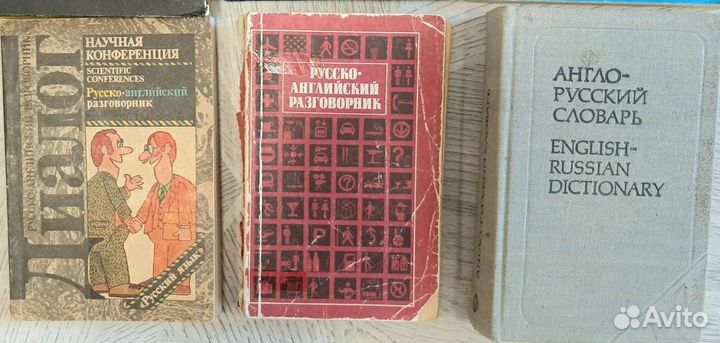 Диалог
НАУЧНАЯ
КОНФЕРЕНЦИЯ
SCIENTIFIC
CONFERENCES
Русско-английский
разговорник
«Русский язык»
РУССКО-
АНГЛИЙСКИЙ
РАЗГОВОРНИК
АНГЛО-
РУССКИЙ
СЛОВАРЬ
ENGLISH-
RUSSIAN
DICTIONARY
Avito